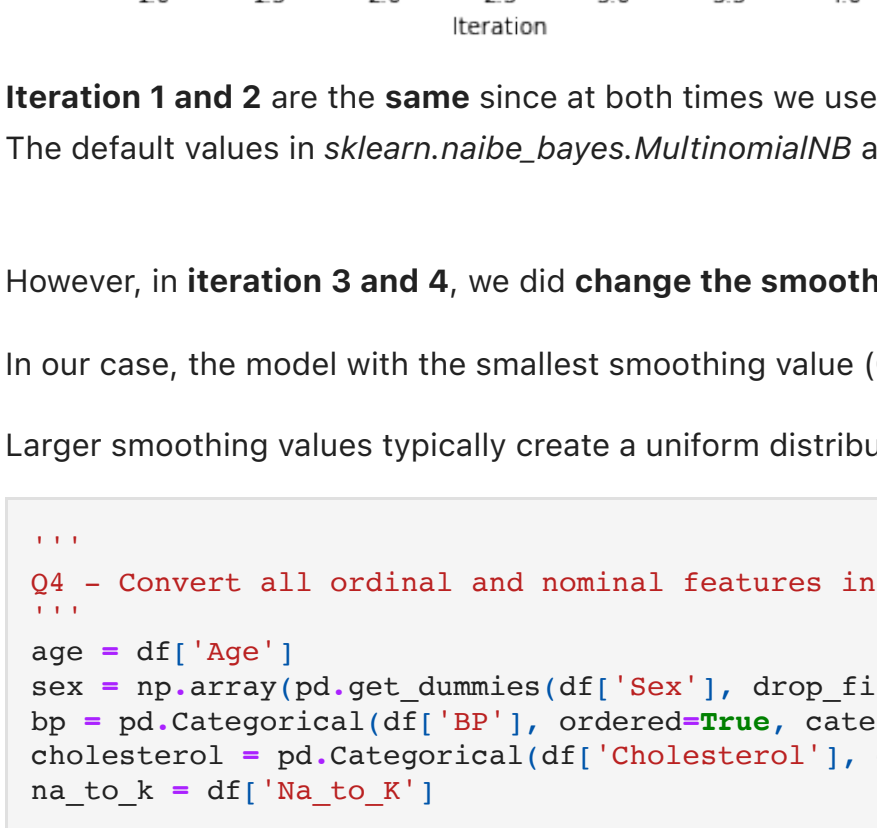 Iteration
Iteration 1 and 2 are the same since at both times we use
The default values in sklearn.naibe_bayes.MultinomialNB a
However, in iteration 3 and 4, we did change the smooth
In our case, the model with the smallest smoothing value (
Larger smoothing values typically create a uniform distribu
'''
Q4 - Convert all ordinal and nominal features in
'''
age = df['Age']
sex = np.array(pd.get_dummies(df['Sex'], drop_fi
bp = pd.Categorical(df['BP'], ordered=True, cate
cholesterol = pd.Categorical(df['Cholesterol'],
na_to_k = df['Na_to_K']